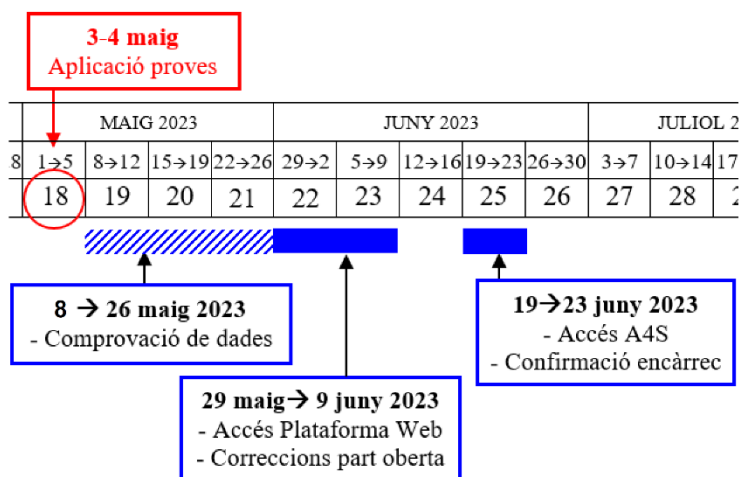 3-4 maig
Aplicació proves
MAIG 2023 JUNY 2023 JULIOL 2
8 1→5 8→12 15→19 22→26 29→2 5→9 12→16 19→23 26→30 3→7 10→14 17
18 19 20 21 22 23 24 25 26 27 28 2
8 → 26 maig 2023
- Comprovació de dades
19→23 juny 2023
- Accés A4S
- Confirmació encàrrec
29 maig→ 9 juny 2023
- Accés Plataforma Web
- Correccions part oberta